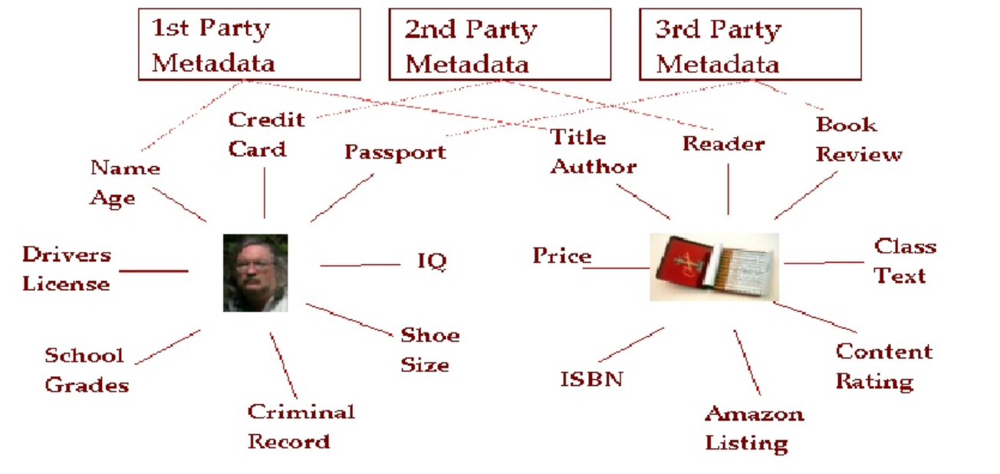 1st Party
Metadata
2nd Party
Metadata
3rd Party
Metadata
Name
Age
Credit
Card
Passport
Title
Author
Reader
Book
Review
Drivers
License
IQ
Price
Class
Text
School
Grades
Shoe
Size
Criminal
Record
ISBN
Amazon
Listing
Content
Rating